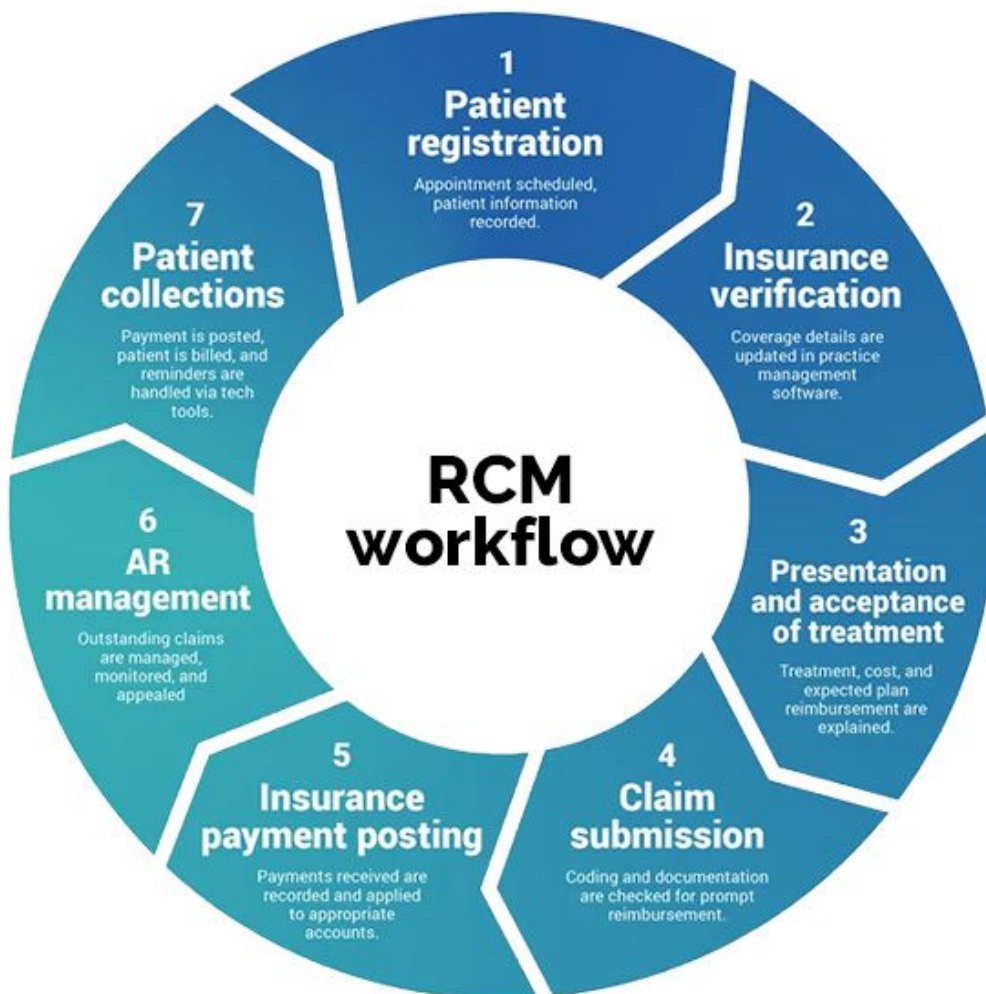 1
Patient
registration
Appointment scheduled,
patient information
recorded.
2
Insurance
verification
Coverage details are
updated in practice
management
software.
3
Presentation
and acceptance
of treatment
Treatment, cost, and
expected plan
reimbursement are
explained.
4
Claim
submission
Coding and documentation
are checked for prompt
reimbursement.
5
Insurance
payment posting
Payments received are
recorded and applied
to appropriate
accounts.
6
AR
management
Outstanding claims
are managed,
monitored, and
appealed
7
Patient
collections
Payment is posted,
patient is billed, and
reminders are
handled via tech
tools.
RCM
workflow